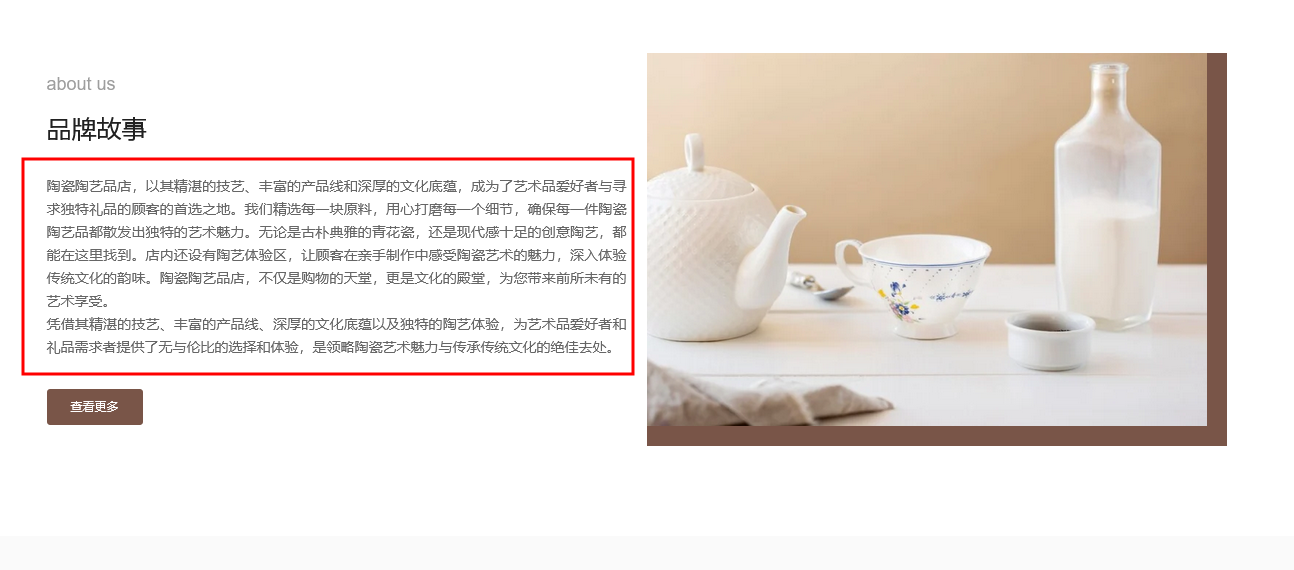 about us
品牌故事
陶瓷陶艺品店，以其精湛的技艺、丰富的产品线和深厚的文化底蕴，成为了艺术品爱好者与寻
求独特礼品的顾客的首选之地。我们精选每一块原料，用心打磨每一个细节，确保每一件陶瓷
陶艺品都散发出独特的艺术魅力。无论是古朴典雅的青花瓷，还是现代感十足的创意陶艺，都
能在这里找到。店内还设有陶艺体验区，让顾客在亲手制作中感受陶瓷艺术的魅力，深入体验
传统文化的韵味。陶瓷陶艺品店，不仅是购物的天堂，更是文化的殿堂，为您带来前所未有的
艺术享受。
凭借其精湛的技艺、丰富的产品线、深厚的文化底蕴以及独特的陶艺体验，为艺术品爱好者和
礼品需求者提供了无与伦比的选择和体验，是领略陶瓷艺术魅力与传承传统文化的绝佳去处。
查看更多